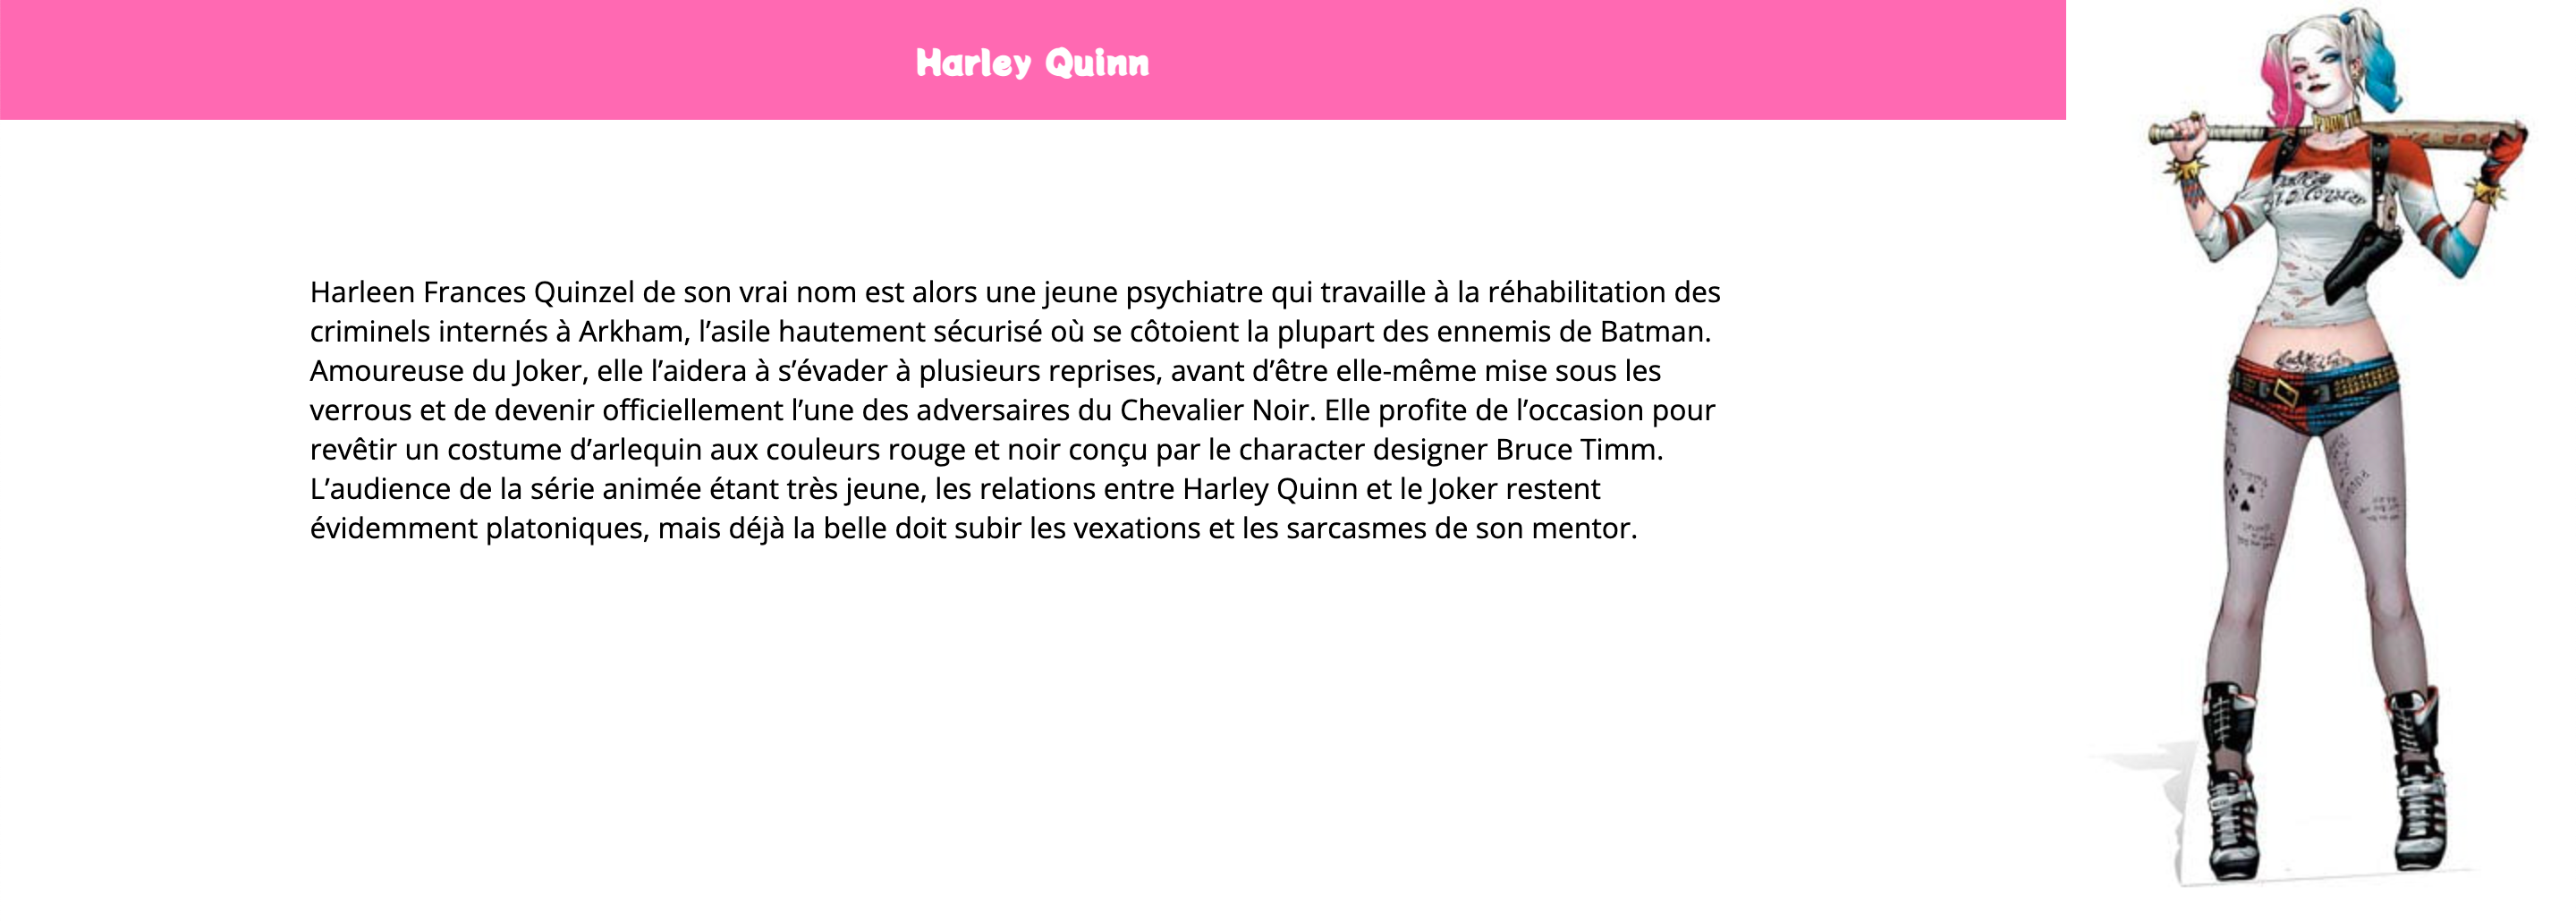 Harley Quinn
Harleen Frances Quinzel de son vrai nom est alors une jeune psychiatre qui travaille à la réhabilitation des
criminels internés à Arkham, l’asile hautement sécurisé où se côtoient la plupart des ennemis de Batman.
Amoureuse du Joker, elle l’aidera à s’évader à plusieurs reprises, avant d’être elle-même mise sous les
verrous et de devenir officiellement l’une des adversaires du Chevalier Noir. Elle profite de l’occasion pour
revêtir un costume d’arlequin aux couleurs rouge et noir conçu par le character designer Bruce Timm.
L’audience de la série animée étant très jeune, les relations entre Harley Quinn et le Joker restent
évidemment platoniques, mais déjà la belle doit subir les vexations et les sarcasmes de son mentor.